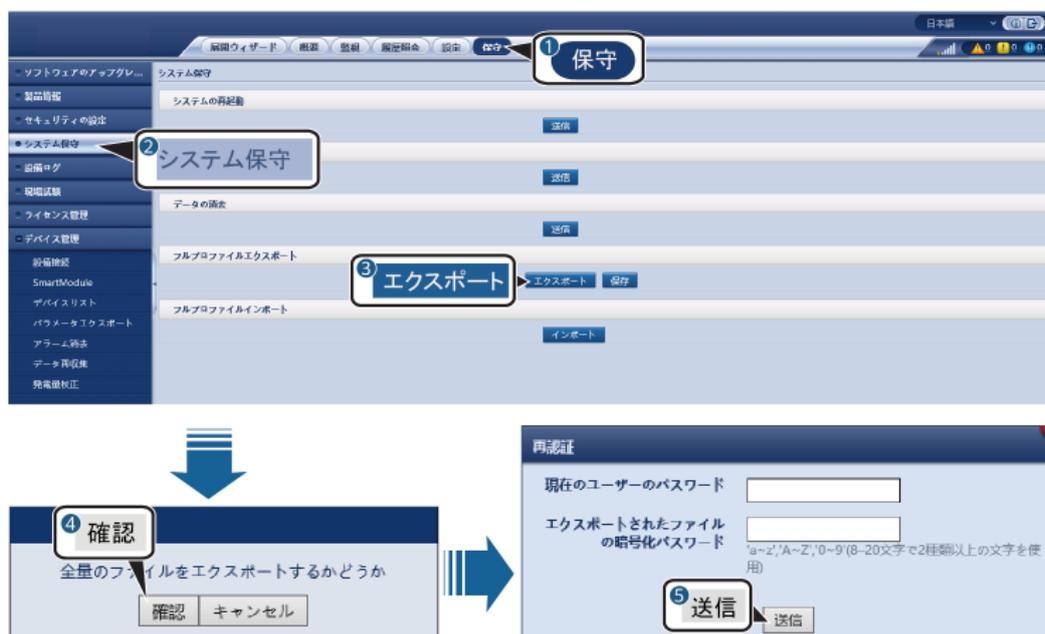 日本語
展開ウィザード 概要 監視 履歴照会 設定 保守
1 保守
0 0 0
ソフトウェアのアップグレ...
製品情報
セキュリティの設定
システム保守
設備ログ
現場試験
ライセンス管理
デバイス管理
設備接続
SmartModule
デバイスリスト
パラメータエクスポート
アラーム消去
データ再収集
発電量校正
システム保守
システムの再起動
送信
2 システム保守
送信
データの消去
送信
フルプロファイルエクスポート
3 エクスポート
エクスポート 保存
フルプロファイルインポート
インポート
4 確認
全量のファイルをエクスポートするかどうか
確認 キャンセル
再認証
現在のユーザーのパスワード
エクスポートされたファイル
の暗号化パスワード
'a~z','A~Z','0~9'(8–20文字で2種類以上の文字を使
用)
5 送信
送信